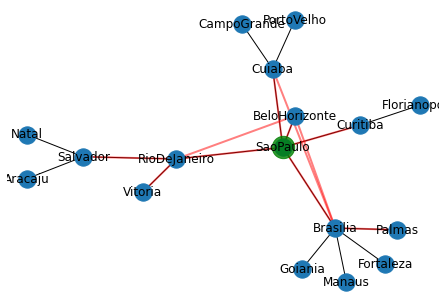 CampoGrande
PortoVelho
Cuiaba
Florianopo
BeloHorizonte
Curitiba
Natal
SaoPaulo
Salvador
RioDeJaneiro
Aracaju
Vitoria
Brasilia
Palmas
Goiania
Fortaleza
Manaus